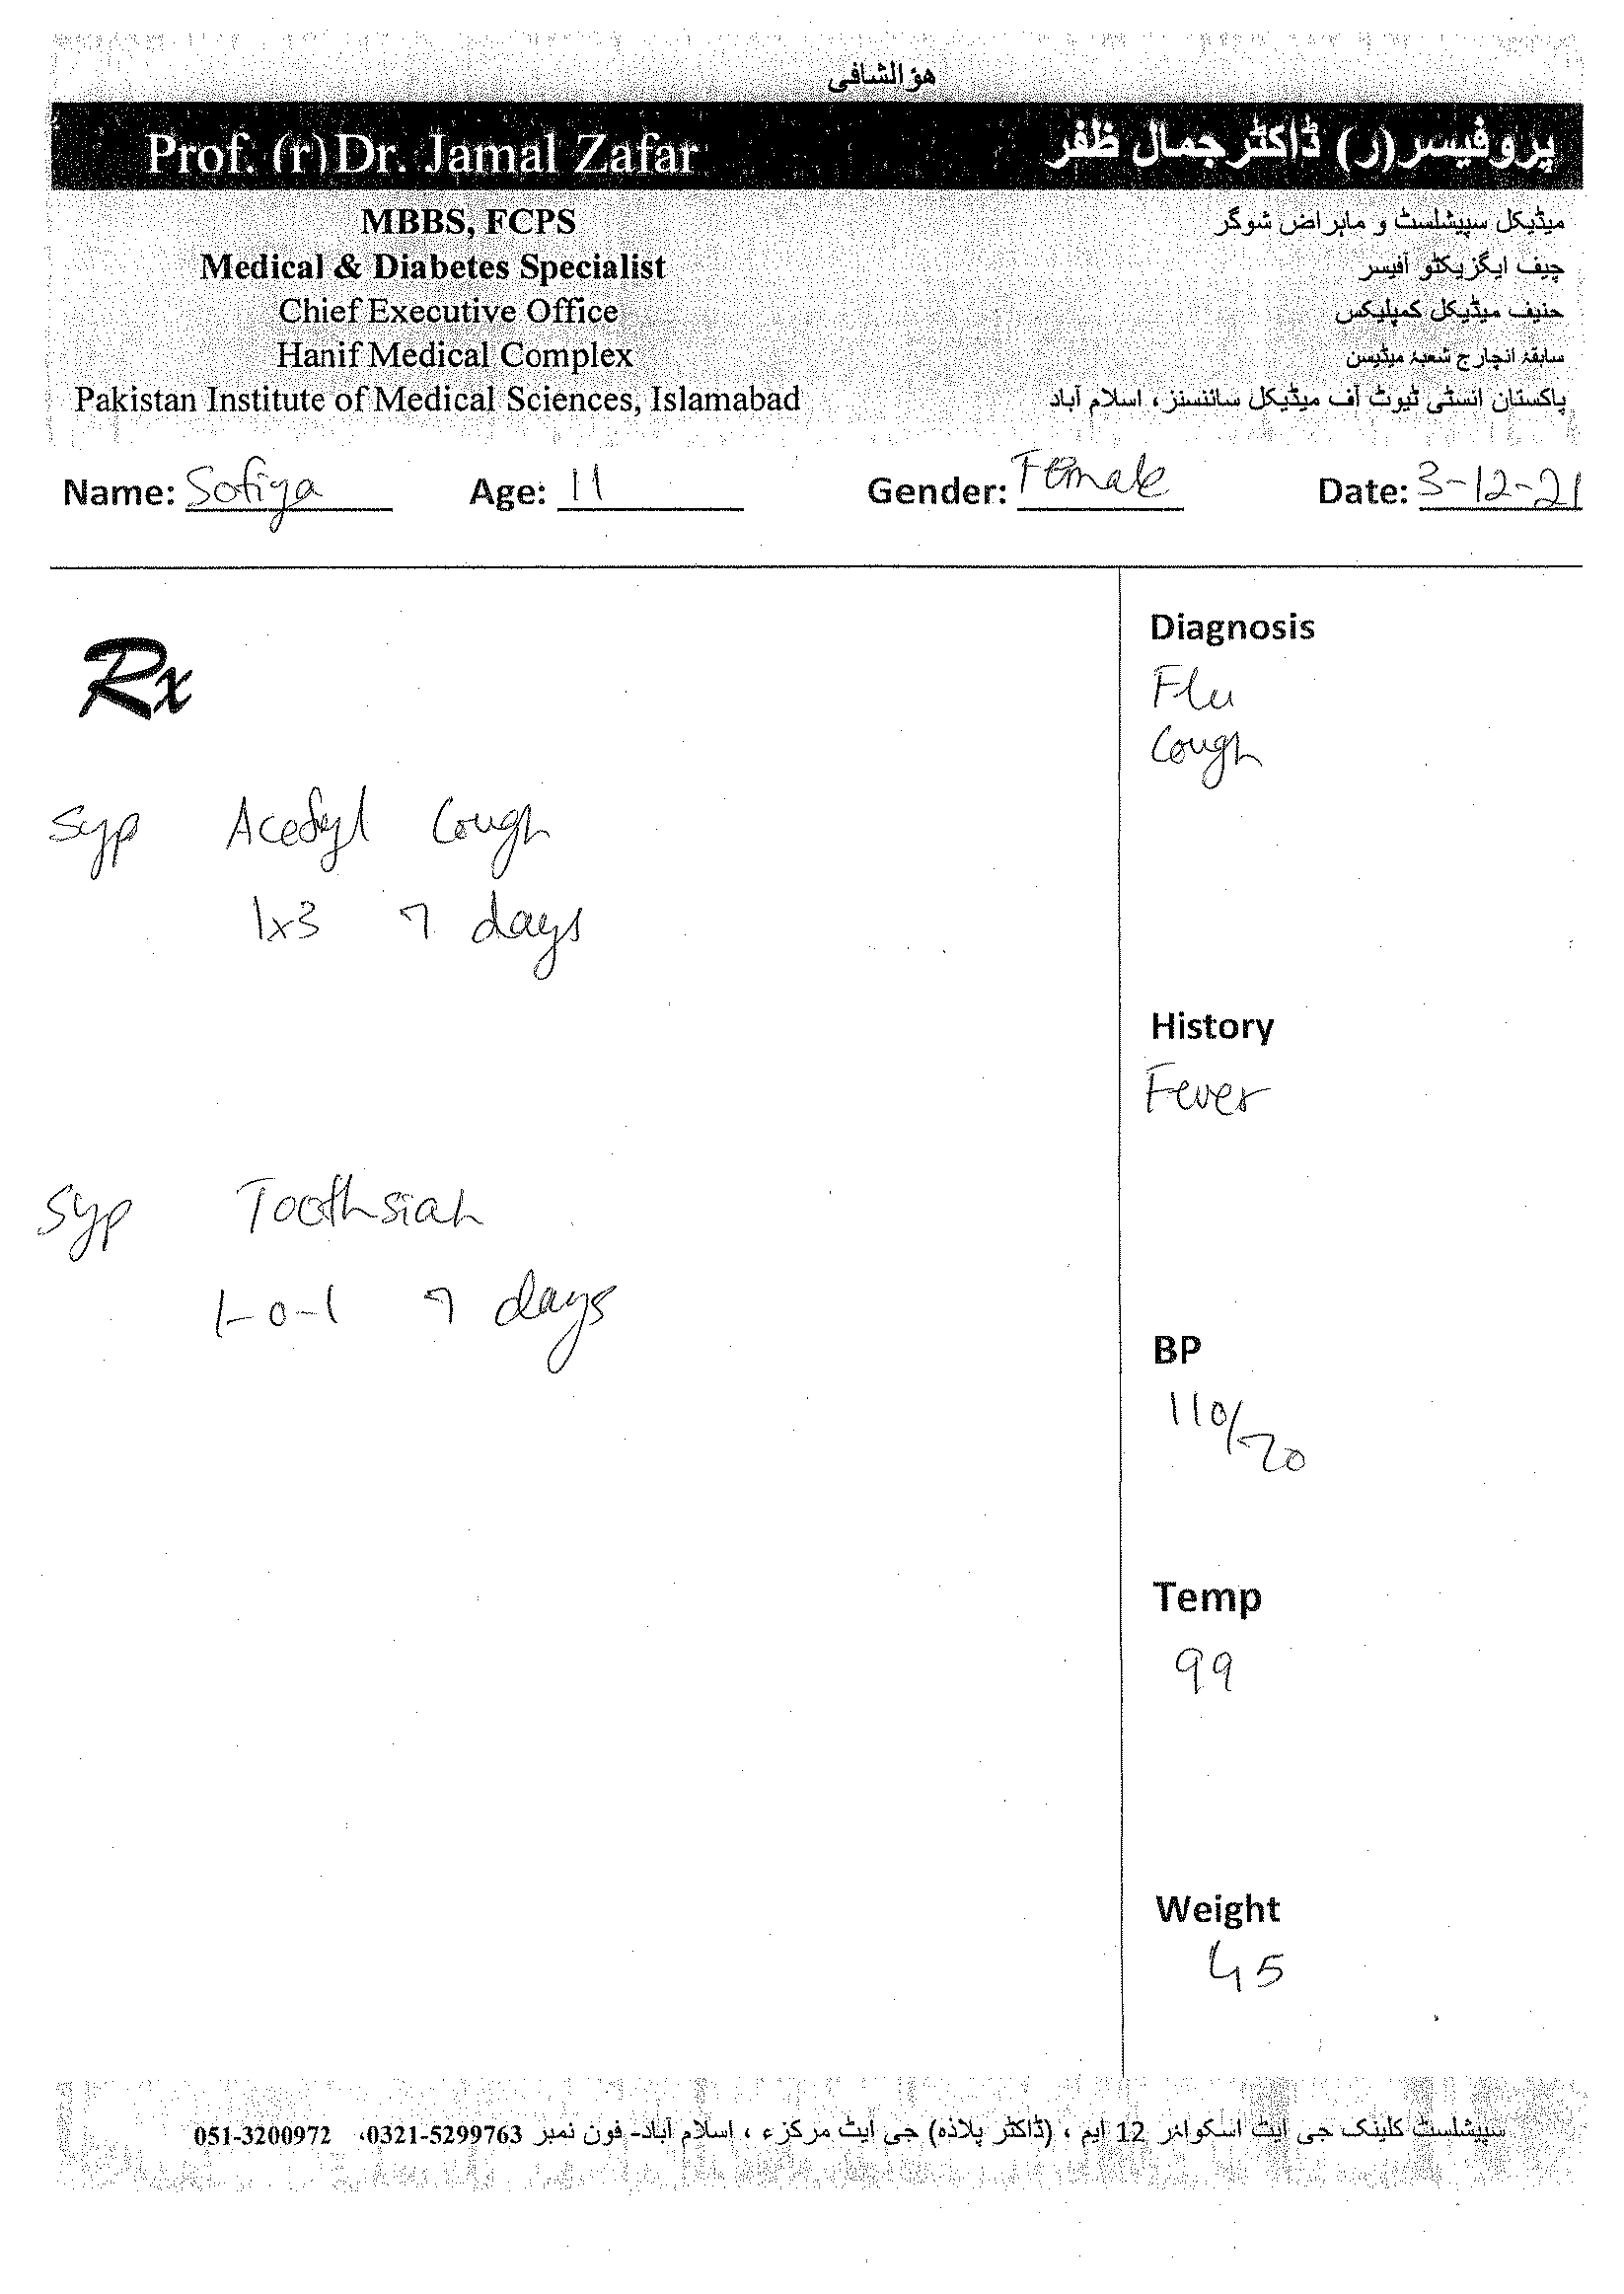 هوالشافی
Prof. (r) Dr. Jamal Zafar
پروفیسر (ر) ڈاکٹر جمال ظفر
MBBS, FCPS
Medical & Diabetes Specialist
Chief Executive Office
Hanif Medical Complex
Pakistan Institute of Medical Sciences, Islamabad
میڈیکل سپیشلسٹ و ماہر امراض شوگر
چیف ایگزیکٹو آفیسر
حنیف میڈیکل کمپلیکس
سابقہ انچارج شعبہ میڈیسن
پاکستان انسٹی ٹیوٹ آف میڈیکل سائنسز، اسلام آباد
Name: Sofiya Age: 11 Gender: Female Date: 3-12-21
Rx
Syp Acefyl Cough
1x3 7 days
Syp Toothsiah
1-0-1 7 days
Diagnosis
Flu
Cough
History
Fever
BP
110/70
Temp
99
Weight
45
سپیشلسٹ کلینک جی ایٹ اسکوائر 12 ایم ، (ڈاکٹر پلازہ) جی ایٹ مرکزء ، اسلام آباد- فون نمبر 0321-5299763، 051-3200972